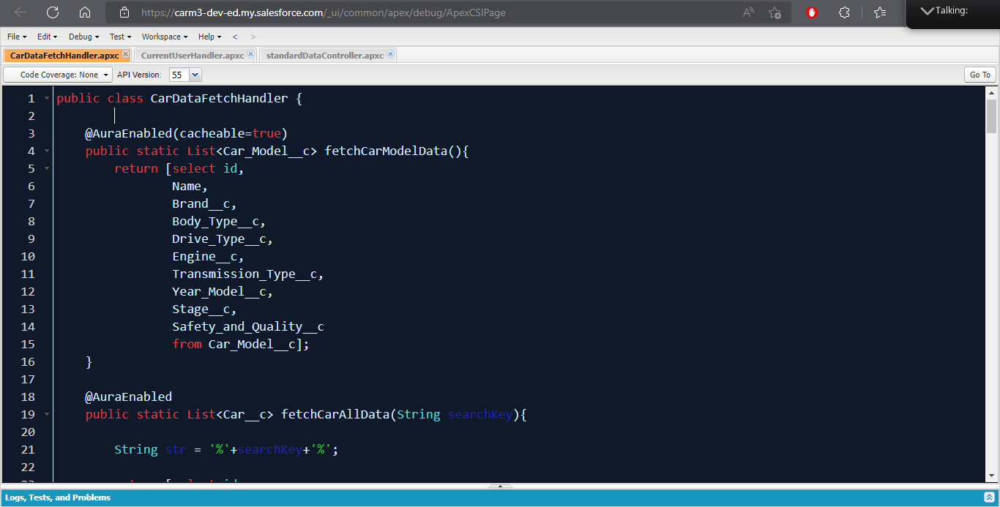 https://carm3-dev-ed.my.salesforce.com/_ui/common/apex/debug/ApexCSIPage
Talking:
File Edit Debug Test Workspace Help < >
CarDataFetchHandler.apxc CurrentUserHandler.apxc standardDataController.apxc
Code Coverage: None API Version: 55 Go To
1 public class CarDataFetchHandler {
2
3 @AuraEnabled(cacheable=true)
4 public static List<Car_Model__c> fetchCarModelData(){
5 return [select id,
6 Name,
7 Brand__c,
8 Body_Type__c,
9 Drive_Type__c,
10 Engine__c,
11 Transmission_Type__c,
12 Year_Model__c,
13 Stage__c,
14 Safety_and_Quality__c
15 from Car_Model__c];
16 }
17
18 @AuraEnabled
19 public static List<Car__c> fetchCarAllData(String searchKey){
20
21 String str = '%'+searchKey+'%';
22
Logs, Tests, and Problems